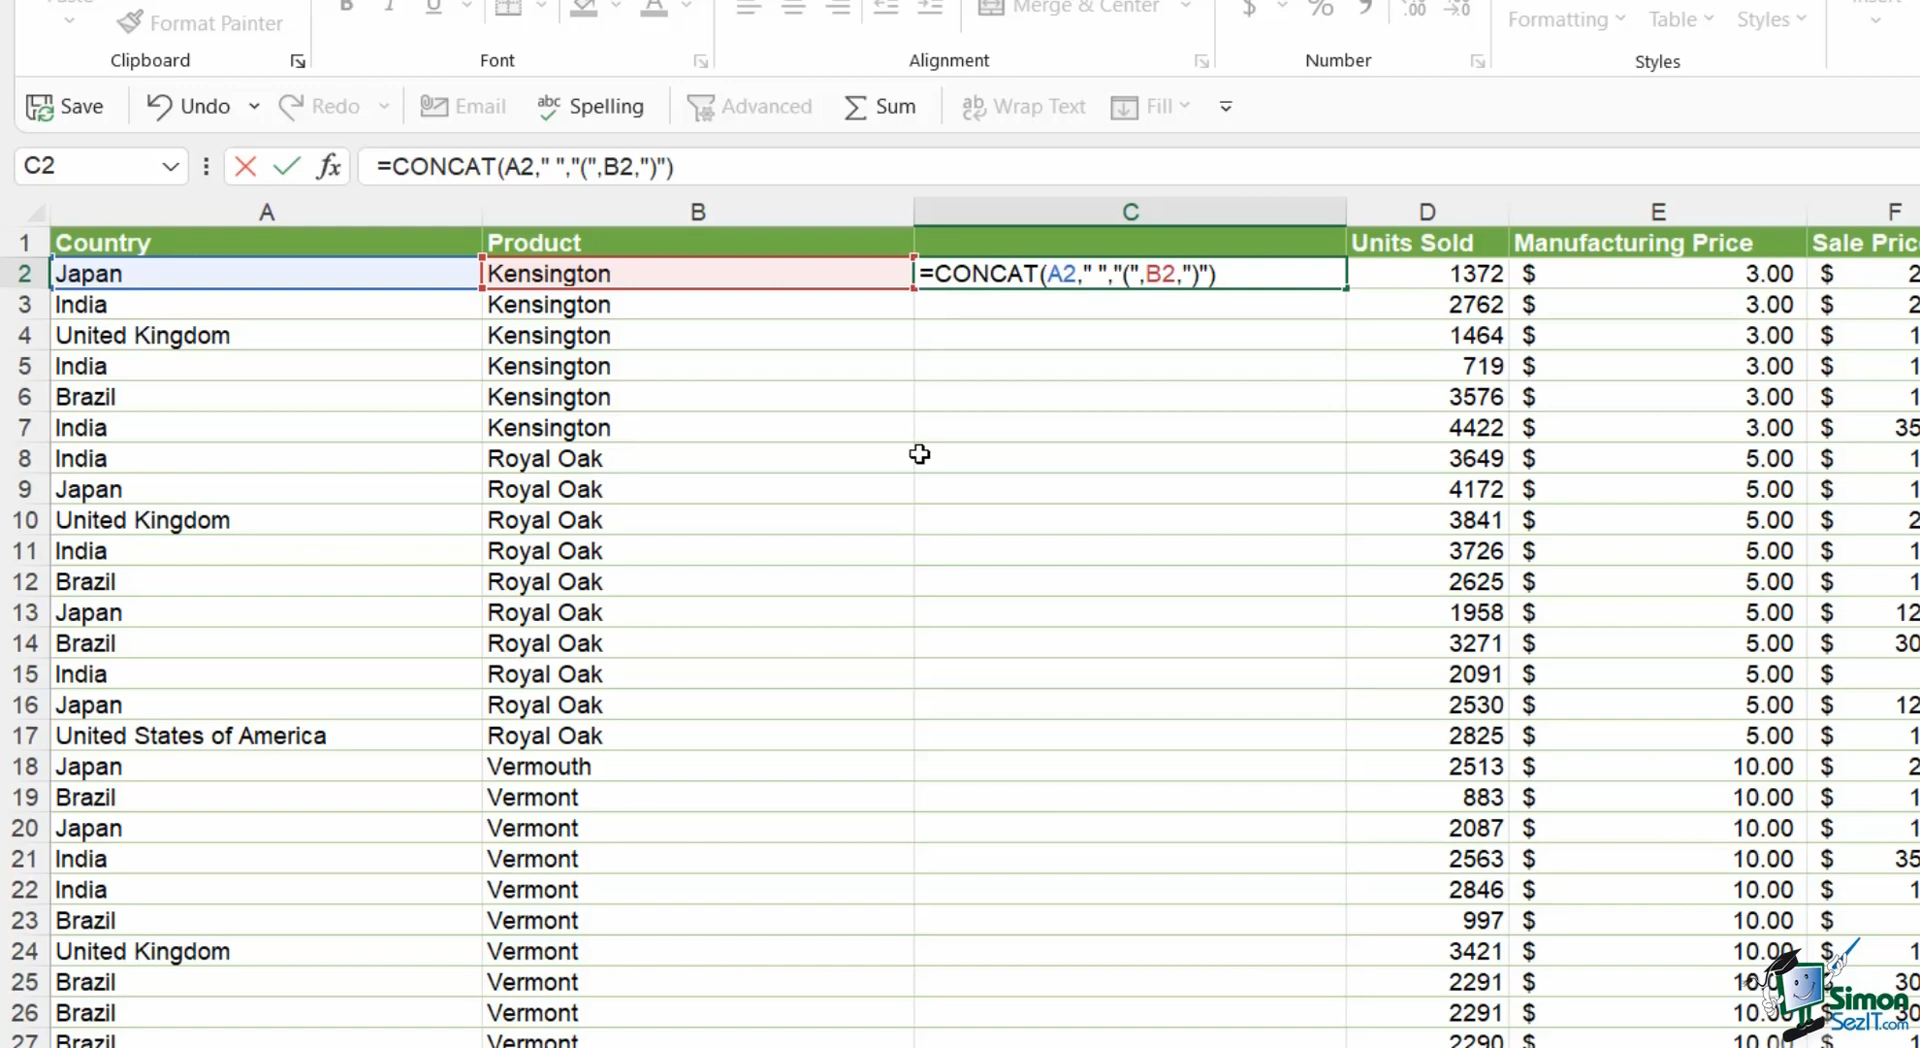 Format Painter B I U Merge & Center $ % 9 .00 →0 Formatting Table Styles
Clipboard Font Alignment Number Styles
Save Undo Redo Email abc Spelling Advanced Sum ab Wrap Text Fill
C2 fx =CONCAT(A2," ","(",B2,")")
A B C D E F
1 Country Product Units Sold Manufacturing Price Sale Pric
2 Japan Kensington =CONCAT(A2," ","(",B2,")") 1372 $ 3.00 $ 2
3 India Kensington 2762 $ 3.00 $ 2
4 United Kingdom Kensington 1464 $ 3.00 $ 1
5 India Kensington 719 $ 3.00 $ 1
6 Brazil Kensington 3576 $ 3.00 $ 1
7 India Kensington 4422 $ 3.00 $ 35
8 India Royal Oak 3649 $ 5.00 $ 1
9 Japan Royal Oak 4172 $ 5.00 $ 1
10 United Kingdom Royal Oak 3841 $ 5.00 $ 2
11 India Royal Oak 3726 $ 5.00 $ 1
12 Brazil Royal Oak 2625 $ 5.00 $ 1
13 Japan Royal Oak 1958 $ 5.00 $ 12
14 Brazil Royal Oak 3271 $ 5.00 $ 30
15 India Royal Oak 2091 $ 5.00 $
16 Japan Royal Oak 2530 $ 5.00 $ 12
17 United States of America Royal Oak 2825 $ 5.00 $ 1
18 Japan Vermouth 2513 $ 10.00 $ 2
19 Brazil Vermont 883 $ 10.00 $ 1
20 Japan Vermont 2087 $ 10.00 $ 1
21 India Vermont 2563 $ 10.00 $ 35
22 India Vermont 2846 $ 10.00 $ 1
23 Brazil Vermont 997 $ 10.00 $
24 United Kingdom Vermont 3421 $ 10.00 $ 1
25 Brazil Vermont 2291 $ 10.00 $ 30
26 Brazil Vermont 2291 $ 10.00 $ 30
27 Brazil Vermont 2290 $ 10.00 $
Simon
SezIT.com